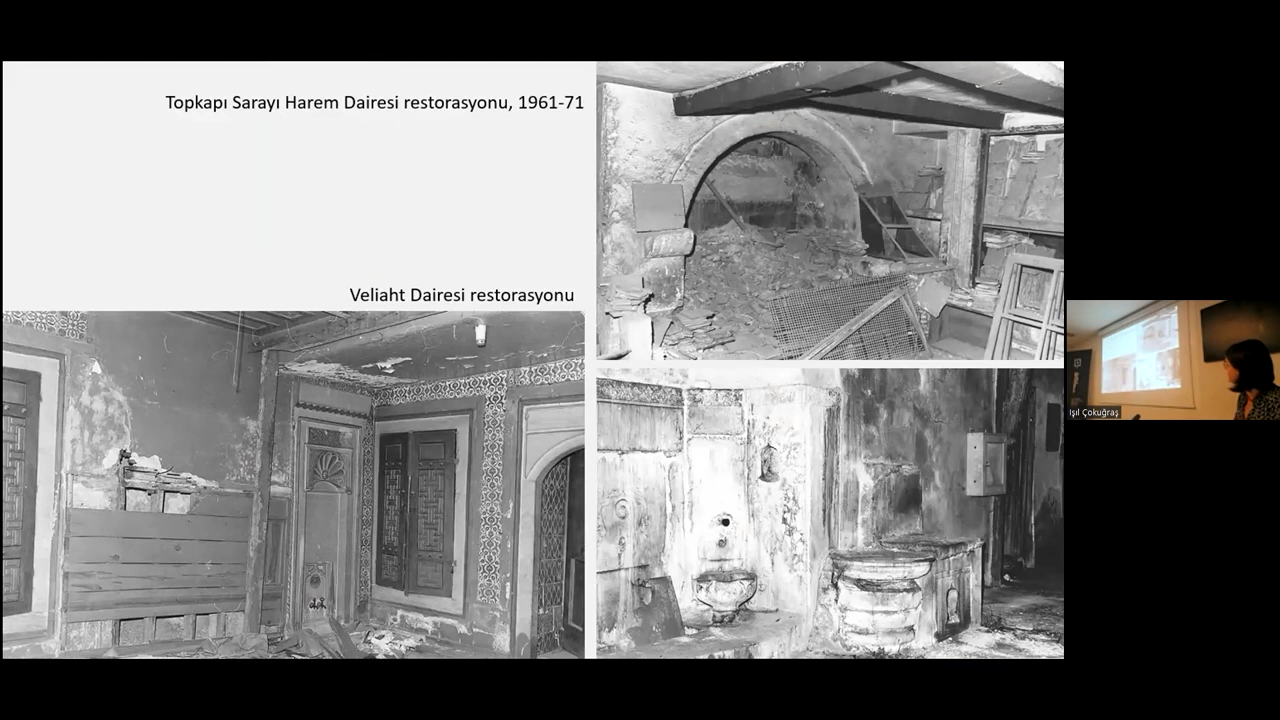 Topkapı Sarayı Harem Dairesi restorasyonu, 1961-71
Veliaht Dairesi restorasyonu
Işıl Çokuğraş